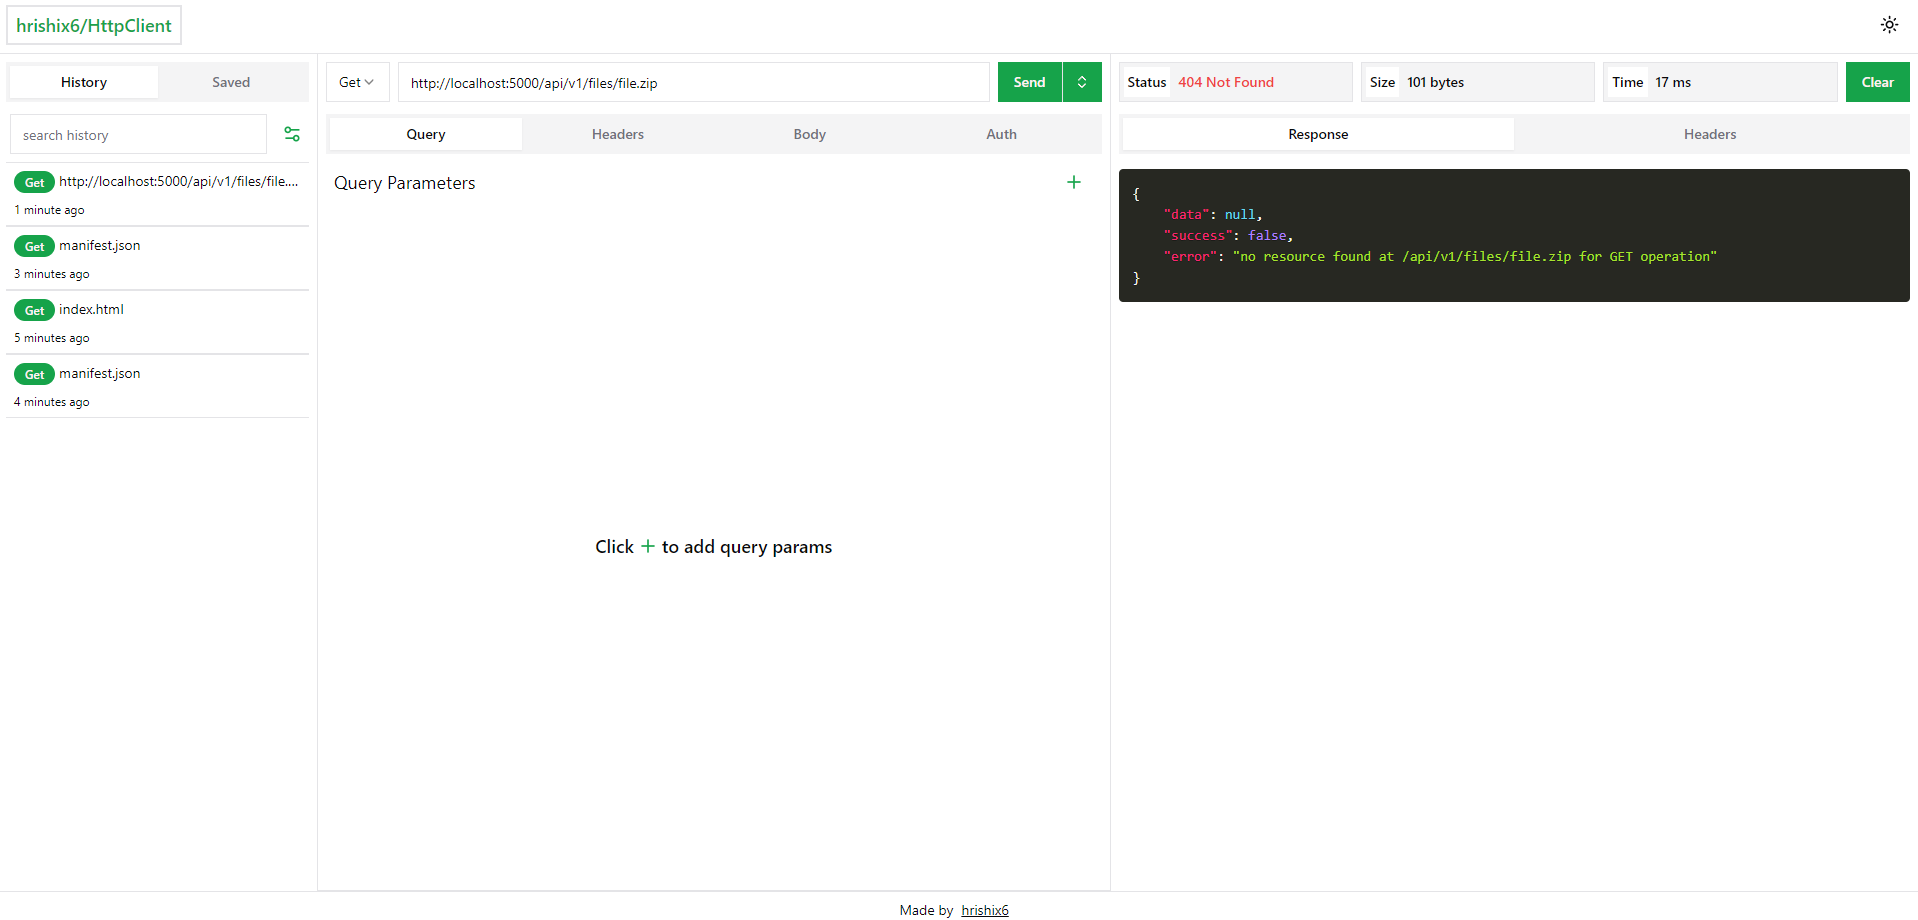 hrishix6/HttpClient
History Saved
search history
Get http://localhost:5000/api/v1/files/file....
1 minute ago
Get manifest.json
3 minutes ago
Get index.html
5 minutes ago
Get manifest.json
4 minutes ago
Get http://localhost:5000/api/v1/files/file.zip Send
Query Headers Body Auth
Query Parameters +
Click + to add query params
Status 404 Not Found Size 101 bytes Time 17 ms Clear
Response Headers
{
"data": null,
"success": false,
"error": "no resource found at /api/v1/files/file.zip for GET operation"
}
Made by hrishix6